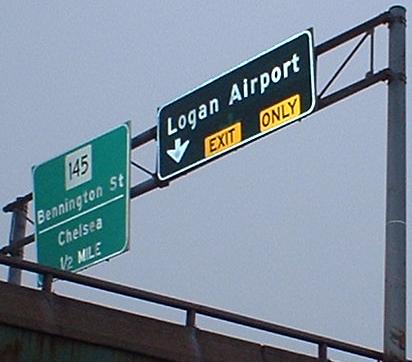 145
Bennington St
Chelsea
1/2 MILE
Logan Airport
EXIT ONLY